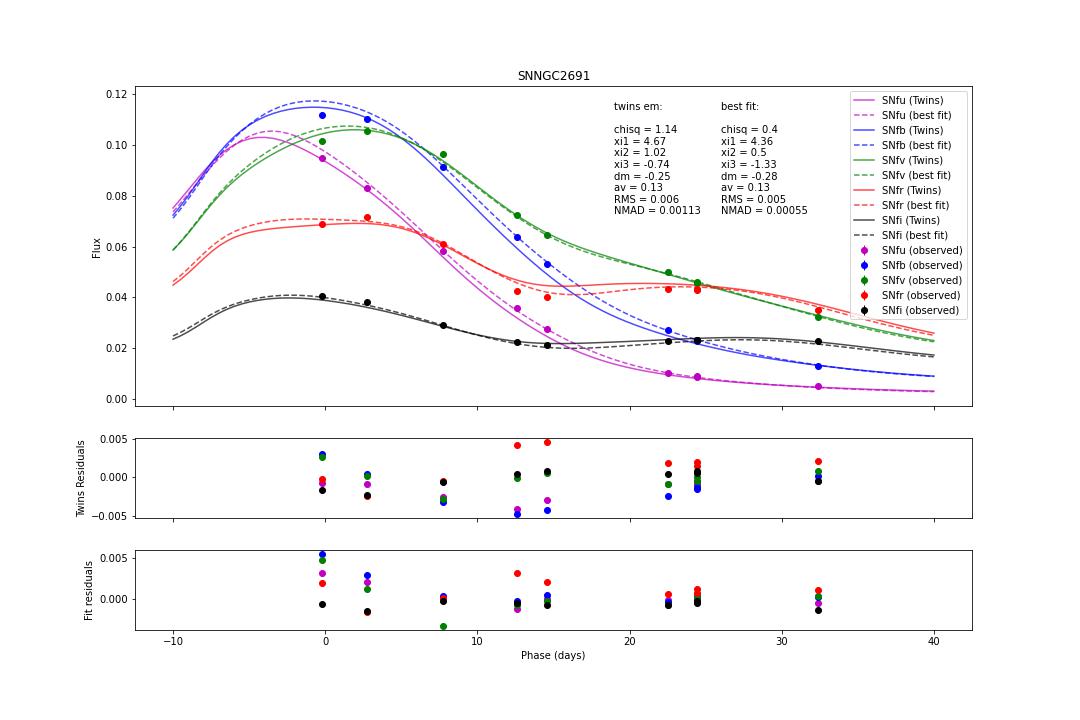 SNNGC2691
0.12
0.10
0.08
0.06
0.04
0.02
0.00
Flux
twins em:
chisq = 1.14
xi1 = 4.67
xi2 = 1.02
xi3 = -0.74
dm = -0.25
av = 0.13
RMS = 0.006
NMAD = 0.00113
best fit:
chisq = 0.4
xi1 = 4.36
xi2 = 0.5
xi3 = -1.33
dm = -0.28
av = 0.13
RMS = 0.005
NMAD = 0.00055
SNfu (Twins)
SNfu (best fit)
SNfb (Twins)
SNfb (best fit)
SNfv (Twins)
SNfv (best fit)
SNfr (Twins)
SNfr (best fit)
SNfi (Twins)
SNfi (best fit)
SNfu (observed)
SNfb (observed)
SNfv (observed)
SNfr (observed)
SNfi (observed)
0.005
0.000
−0.005
Twins Residuals
0.005
0.000
Fit residuals
−10
0
10
20
30
40
Phase (days)